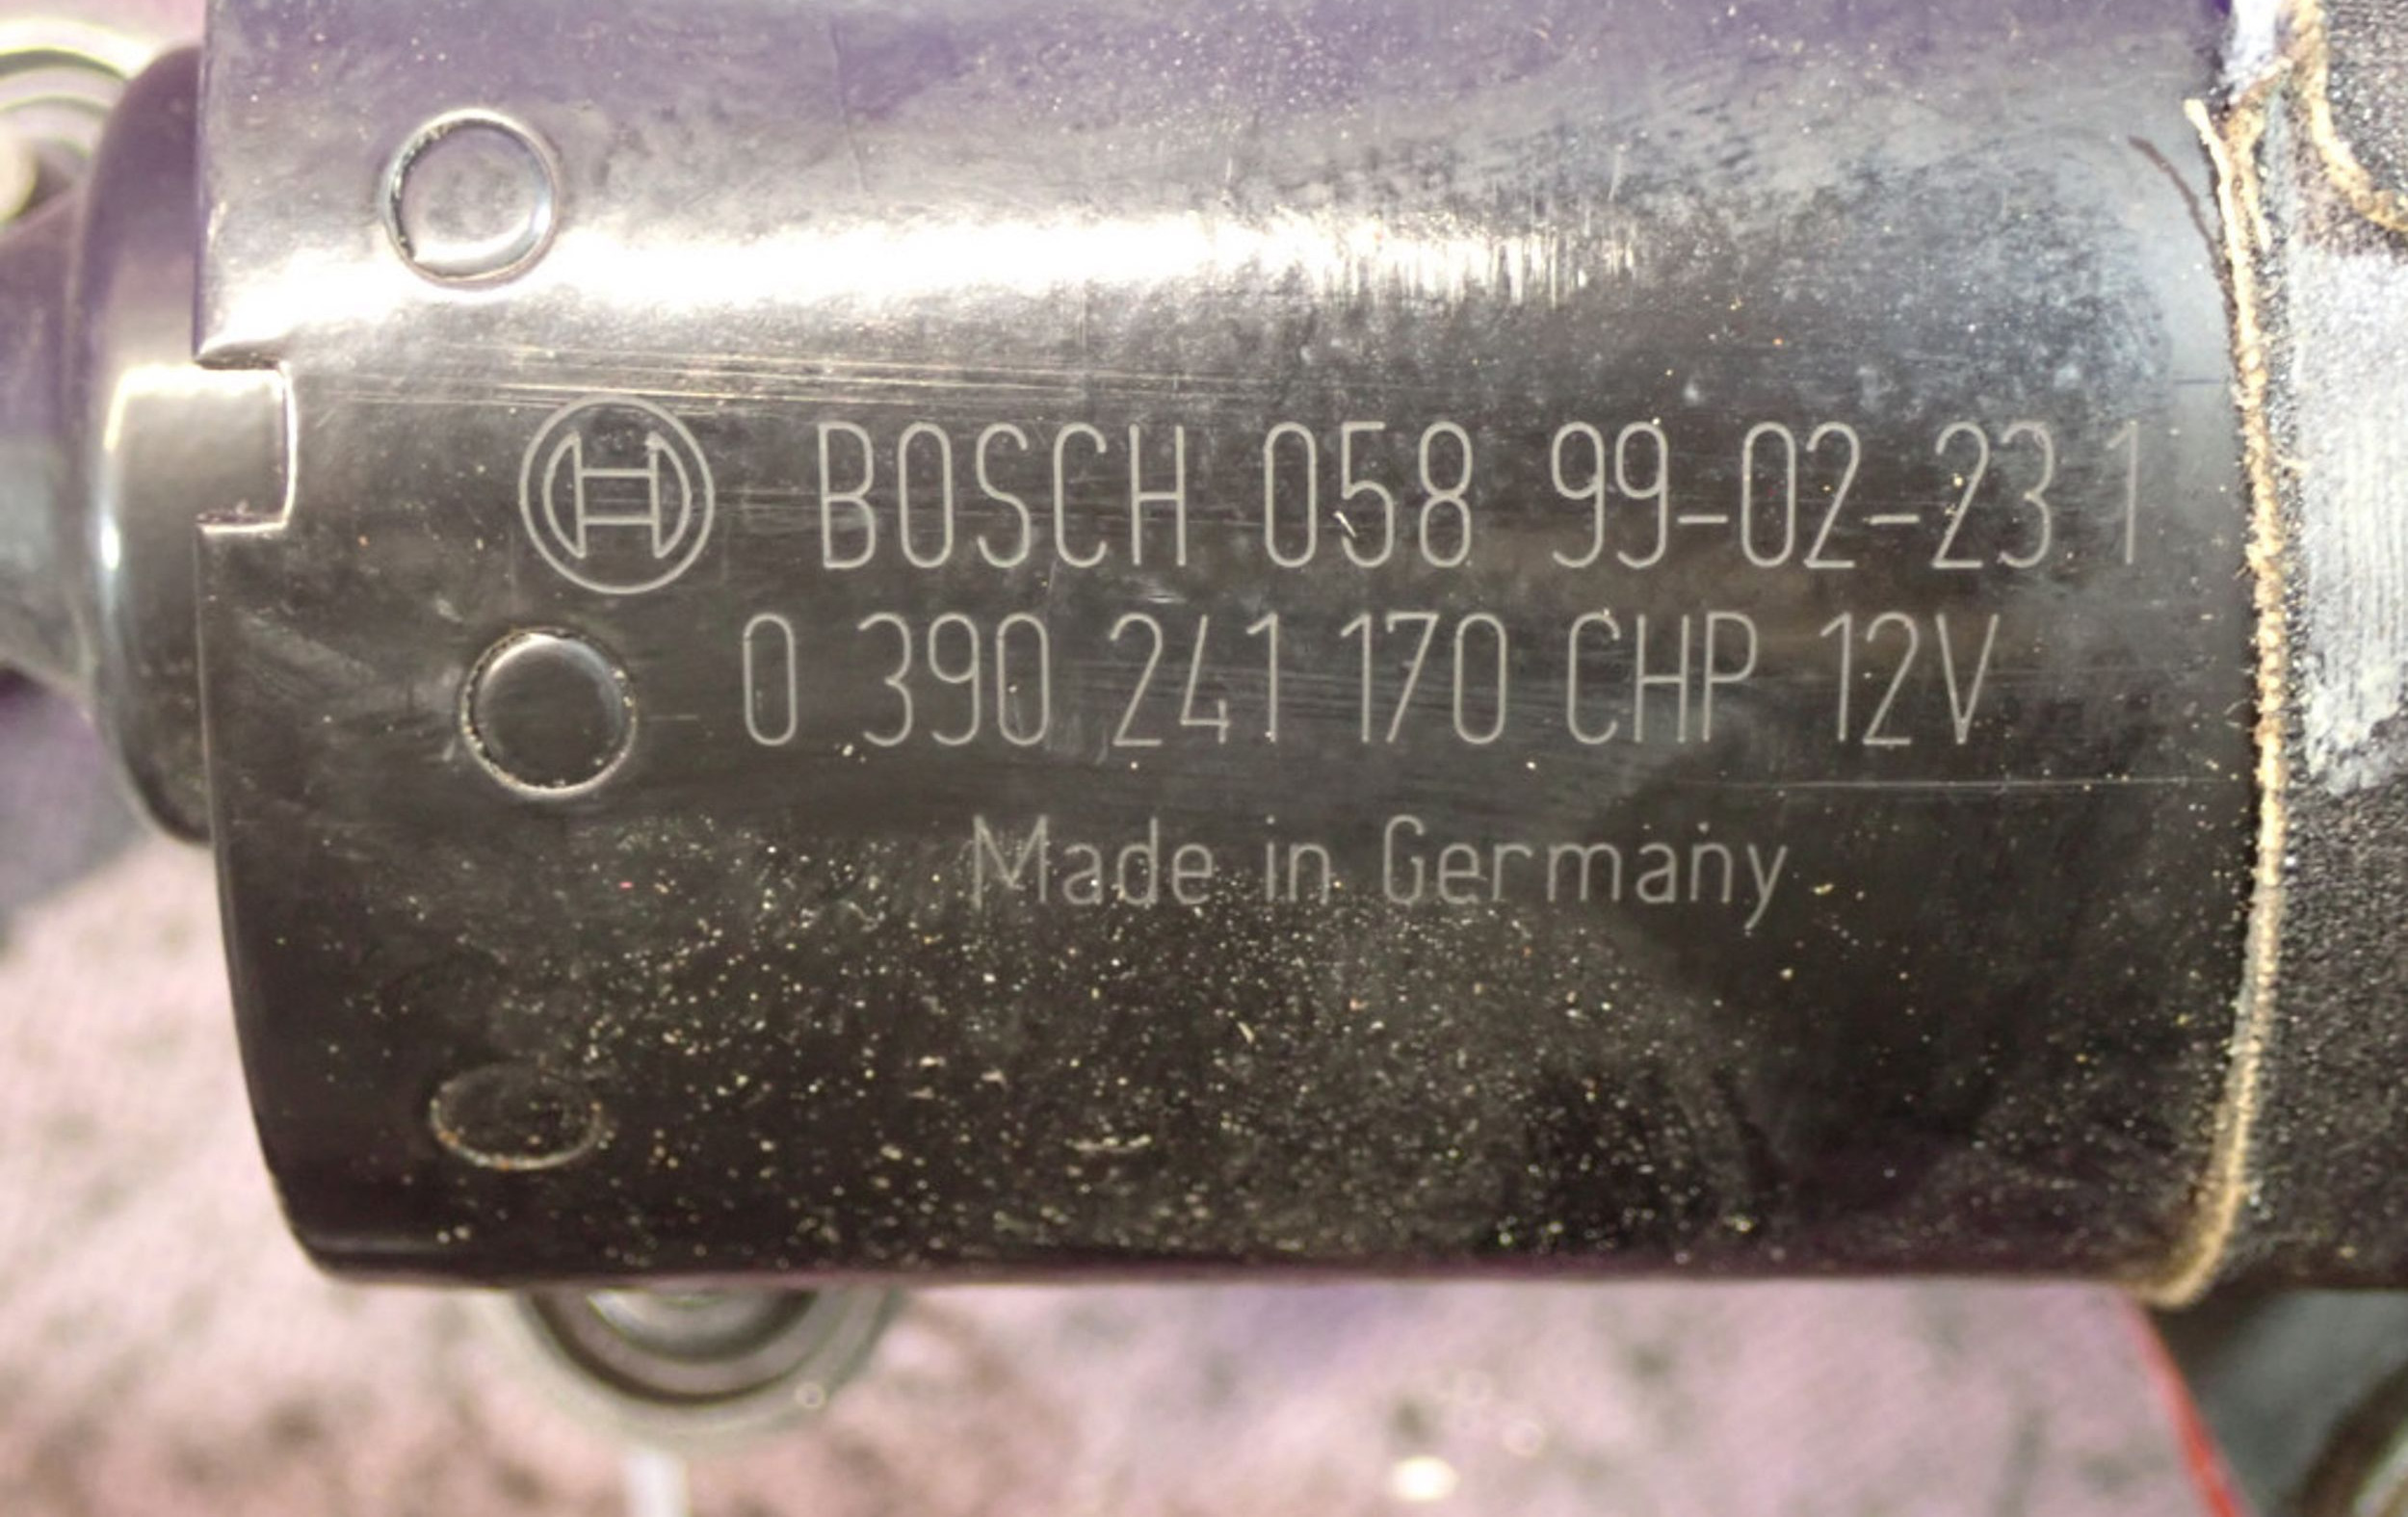 BOSCH 058 99-02-23 1
0 390 241 170 CHP 12V
Made in Germany